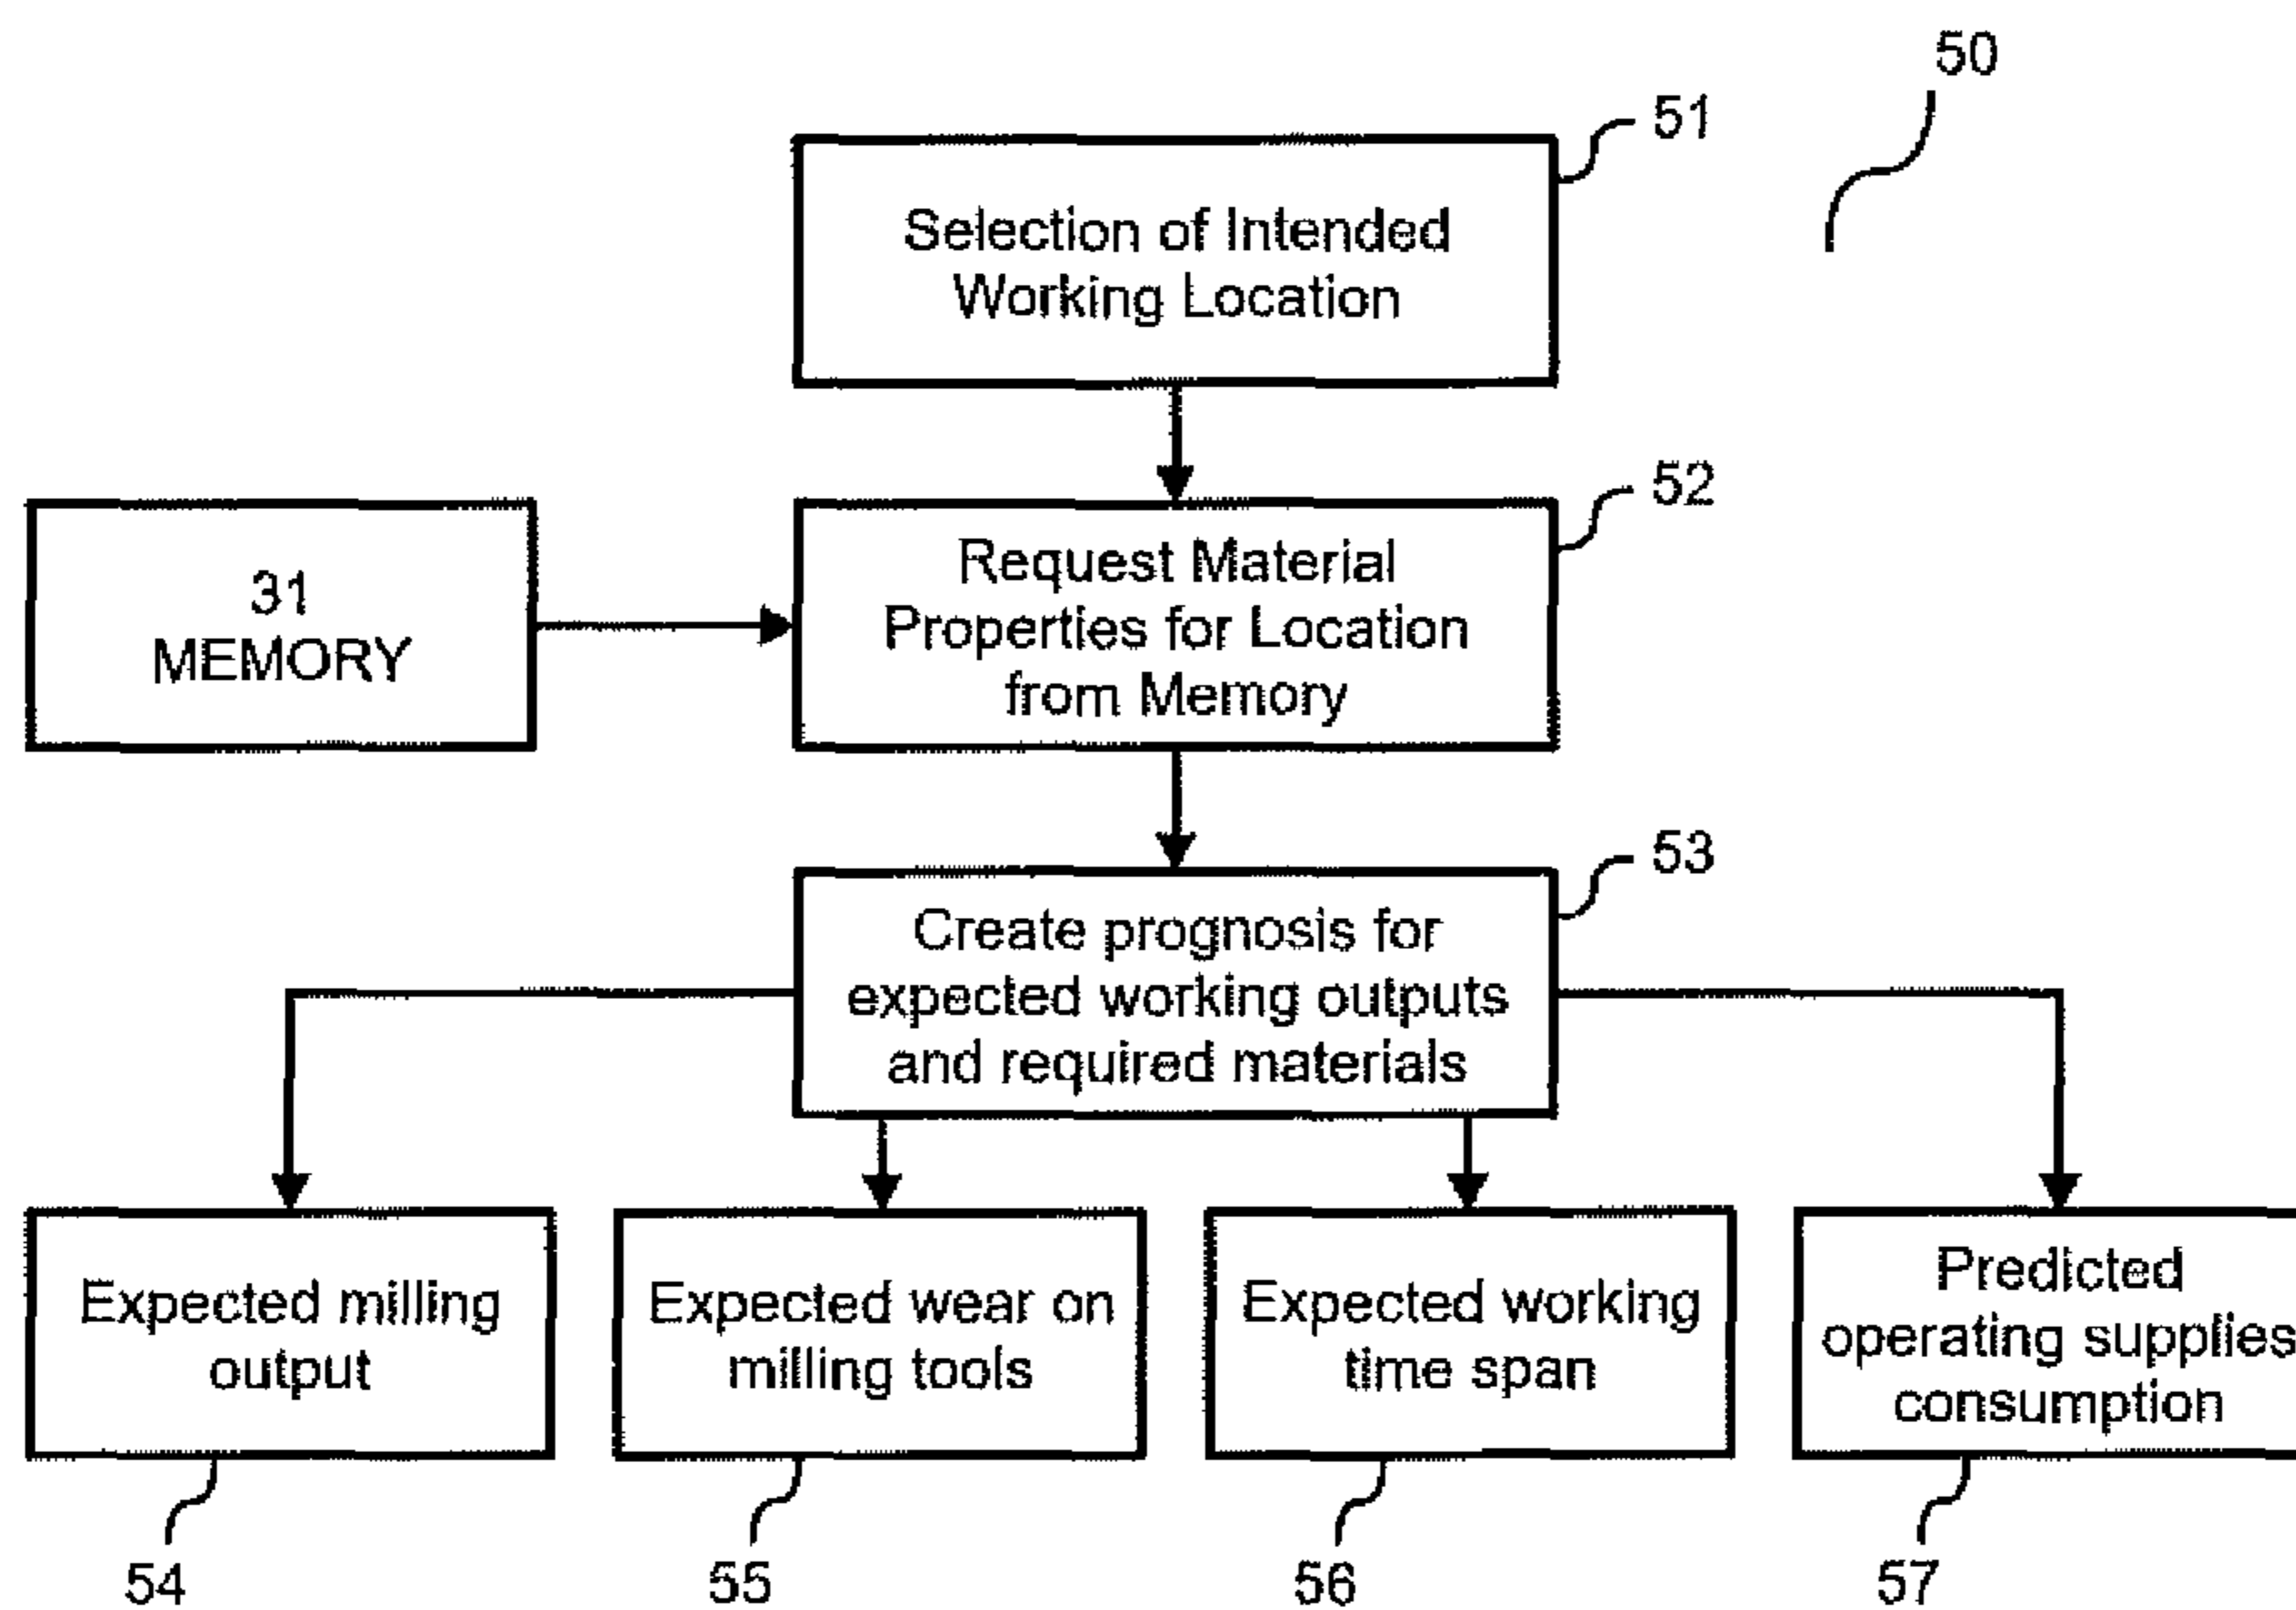 50
51
Selection of Intended
Working Location
52
31
MEMORY
Request Material
Properties for Location
from Memory
53
Create prognosis for
expected working outputs
and required materials
Expected milling
output
Expected wear on
milling tools
Expected working
time span
Predicted
operating supplies
consumption
54
55
56
57